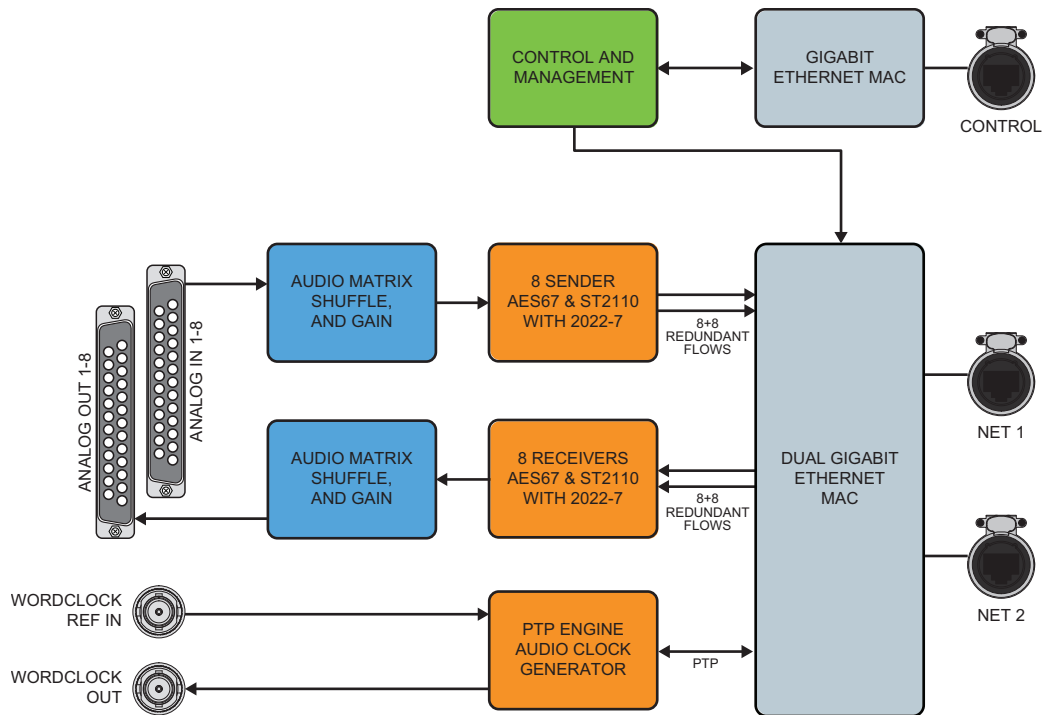 CONTROL AND
MANAGEMENT
GIGABIT
ETHERNET MAC
CONTROL
ANALOG OUT 1-8
ANALOG IN 1-8
AUDIO MATRIX
SHUFFLE,
AND GAIN
8 SENDER
AES67 & ST2110
WITH 2022-7
8+8
REDUNDANT
FLOWS
AUDIO MATRIX
SHUFFLE,
AND GAIN
8 RECEIVERS
AES67 & ST2110
WITH 2022-7
8+8
REDUNDANT
FLOWS
DUAL GIGABIT
ETHERNET
MAC
NET 1
NET 2
WORDCLOCK
REF IN
WORDCLOCK
OUT
PTP ENGINE
AUDIO CLOCK
GENERATOR
PTP